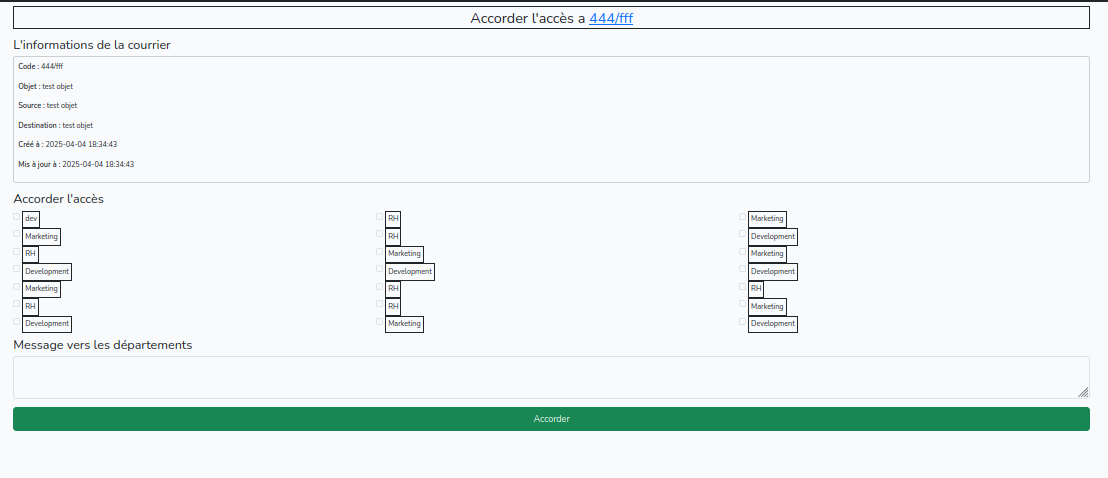 Accorder l'accès a 444/fff
L'informations de la courrier
Code : 444/fff
Objet : test objet
Source : test objet
Destination : test objet
Créé à : 2025-04-04 18:34:43
Mis à jour à : 2025-04-04 18:34:43
Accorder l'accès
dev RH Marketing
Marketing RH Development
RH Marketing Marketing
Development Development Development
Marketing RH RH
RH RH Marketing
Development Marketing Development
Message vers les départements
Accorder